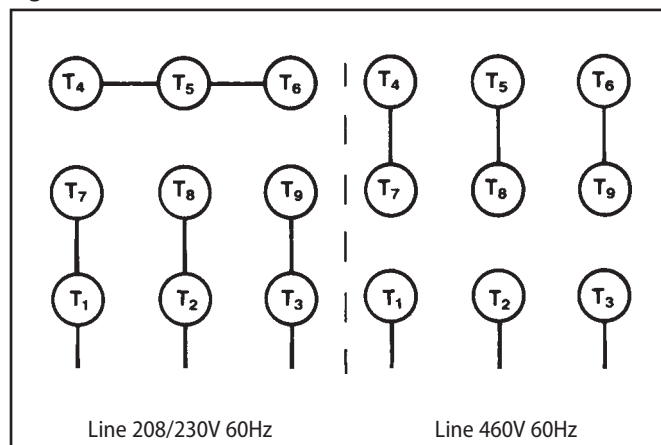 T₄ T₅ T₆ T₄ T₅ T₆
T₇ T₈ T₉ T₇ T₈ T₉
T₁ T₂ T₃ T₁ T₂ T₃
Line 208/230V 60Hz Line 460V 60Hz